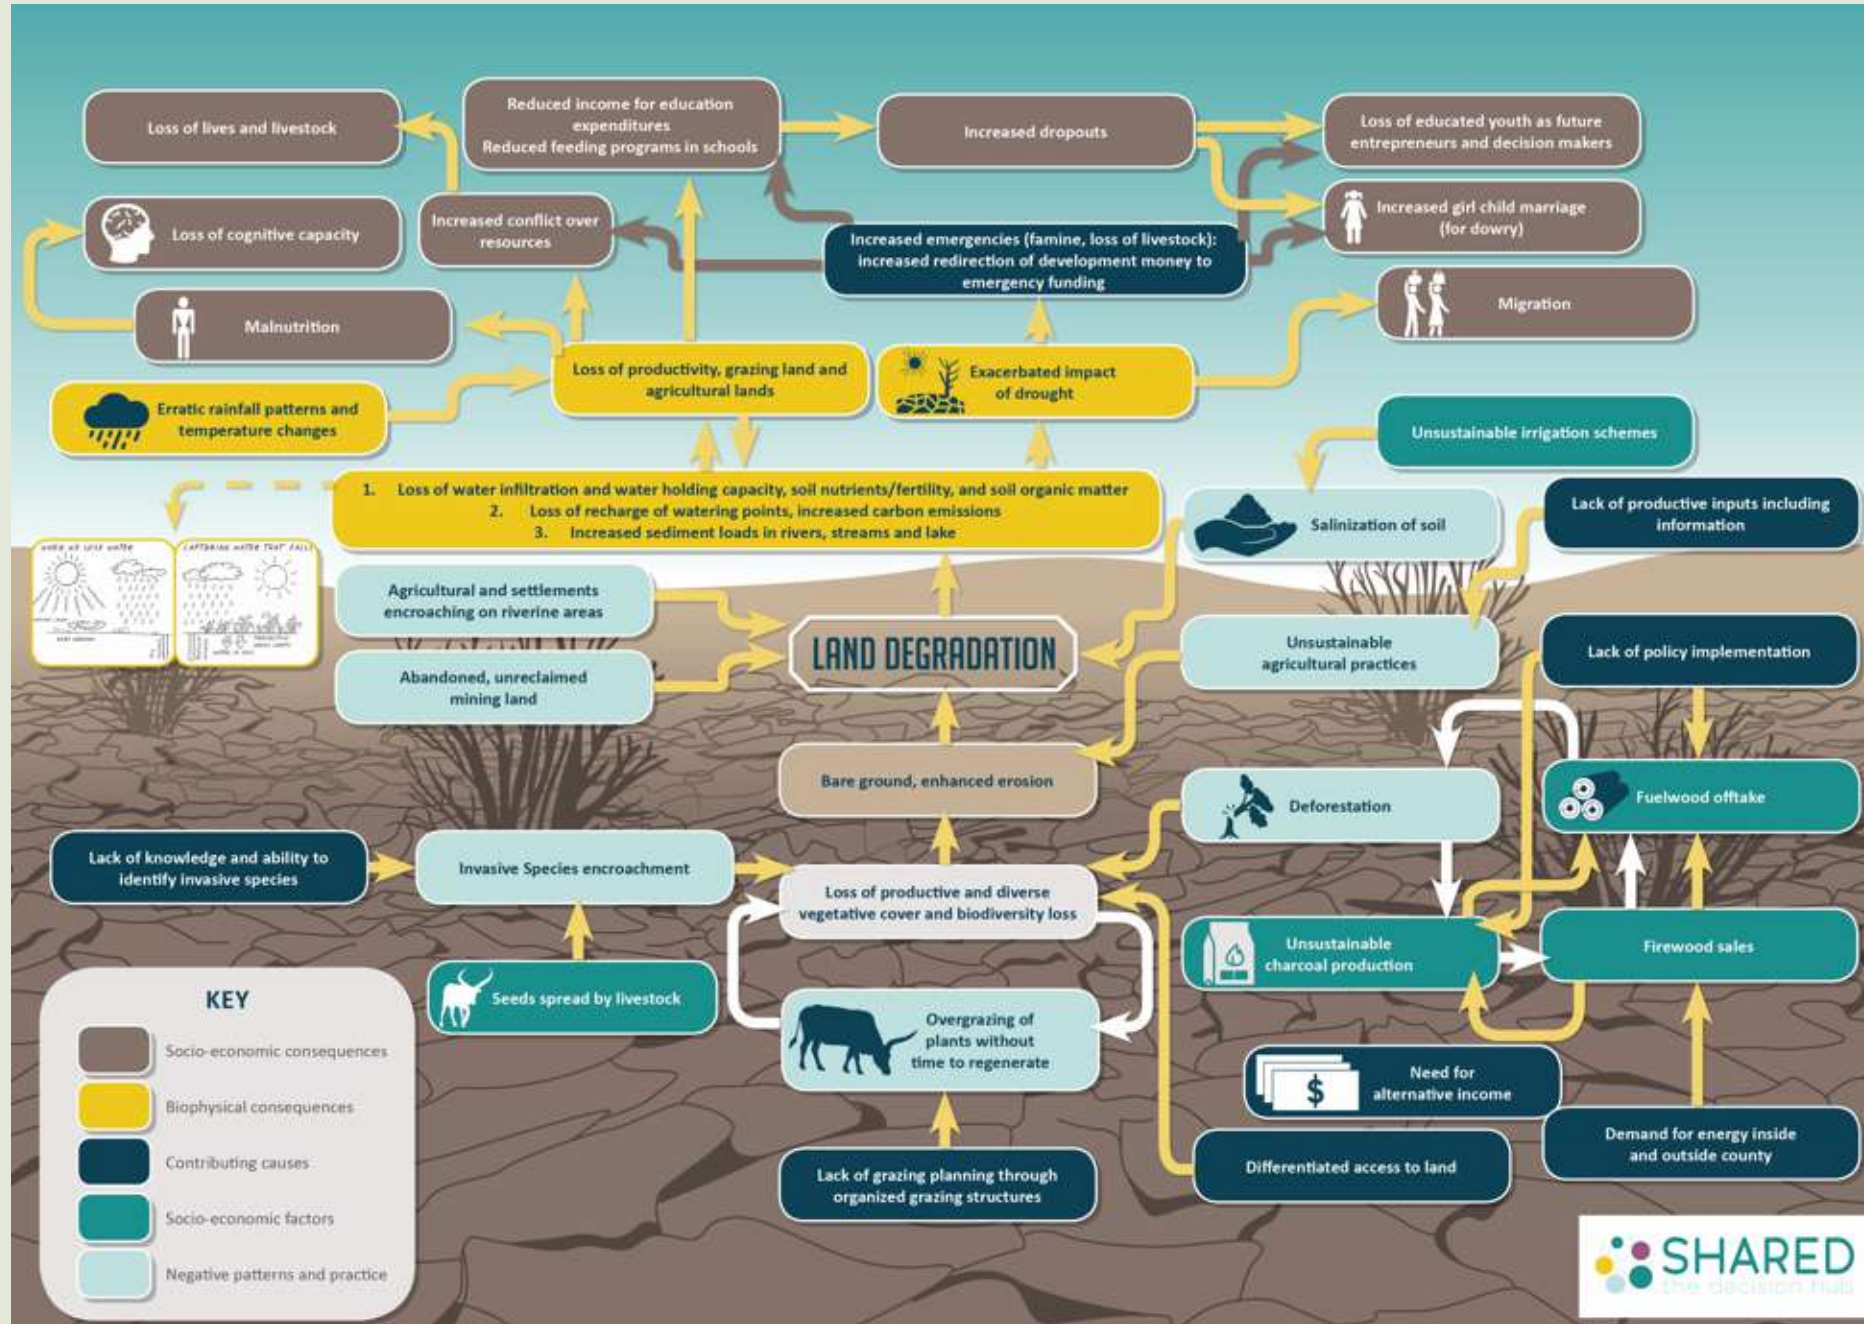 Loss of lives and livestock
Reduced income for education
expenditures
Reduced feeding programs in schools
Increased dropouts
Loss of educated youth as future
entrepreneurs and decision makers
Loss of cognitive capacity
Increased conflict over
resources
Increased emergencies (famine, loss of livestock):
increased redirection of development money to
emergency funding
Increased girl child marriage
(for dowry)
Malnutrition
Migration
Loss of productivity, grazing land and
agricultural lands
Exacerbated impact
of drought
Erratic rainfall patterns and
temperature changes
Unsustainable irrigation schemes
1. Loss of water infiltration and water holding capacity, soil nutrients/fertility, and soil organic matter
2. Loss of recharge of watering points, increased carbon emissions
3. Increased sediment loads in rivers, streams and lake
Salinization of soil
Lack of productive inputs including
information
WATER
CAPTURING WATER THAT FALLS
Agricultural and settlements
encroaching on riverine areas
LAND DEGRADATION
Unsustainable
agricultural practices
Lack of policy implementation
Abandoned, unreclaimed
mining land
Bare ground, enhanced erosion
Deforestation
Fuelwood offtake
Lack of knowledge and ability to
identify invasive species
Invasive Species encroachment
Loss of productive and diverse
vegetative cover and biodiversity loss
Unsustainable
charcoal production
Firewood sales
Seeds spread by livestock
Overgrazing of
plants without
time to regenerate
$
Need for
alternative income
Demand for energy inside
and outside county
Differentiated access to land
Lack of grazing planning through
organized grazing structures
KEY
Socio-economic consequences
Biophysical consequences
Contributing causes
Socio-economic factors
Negative patterns and practice
SHARED
the decision hub